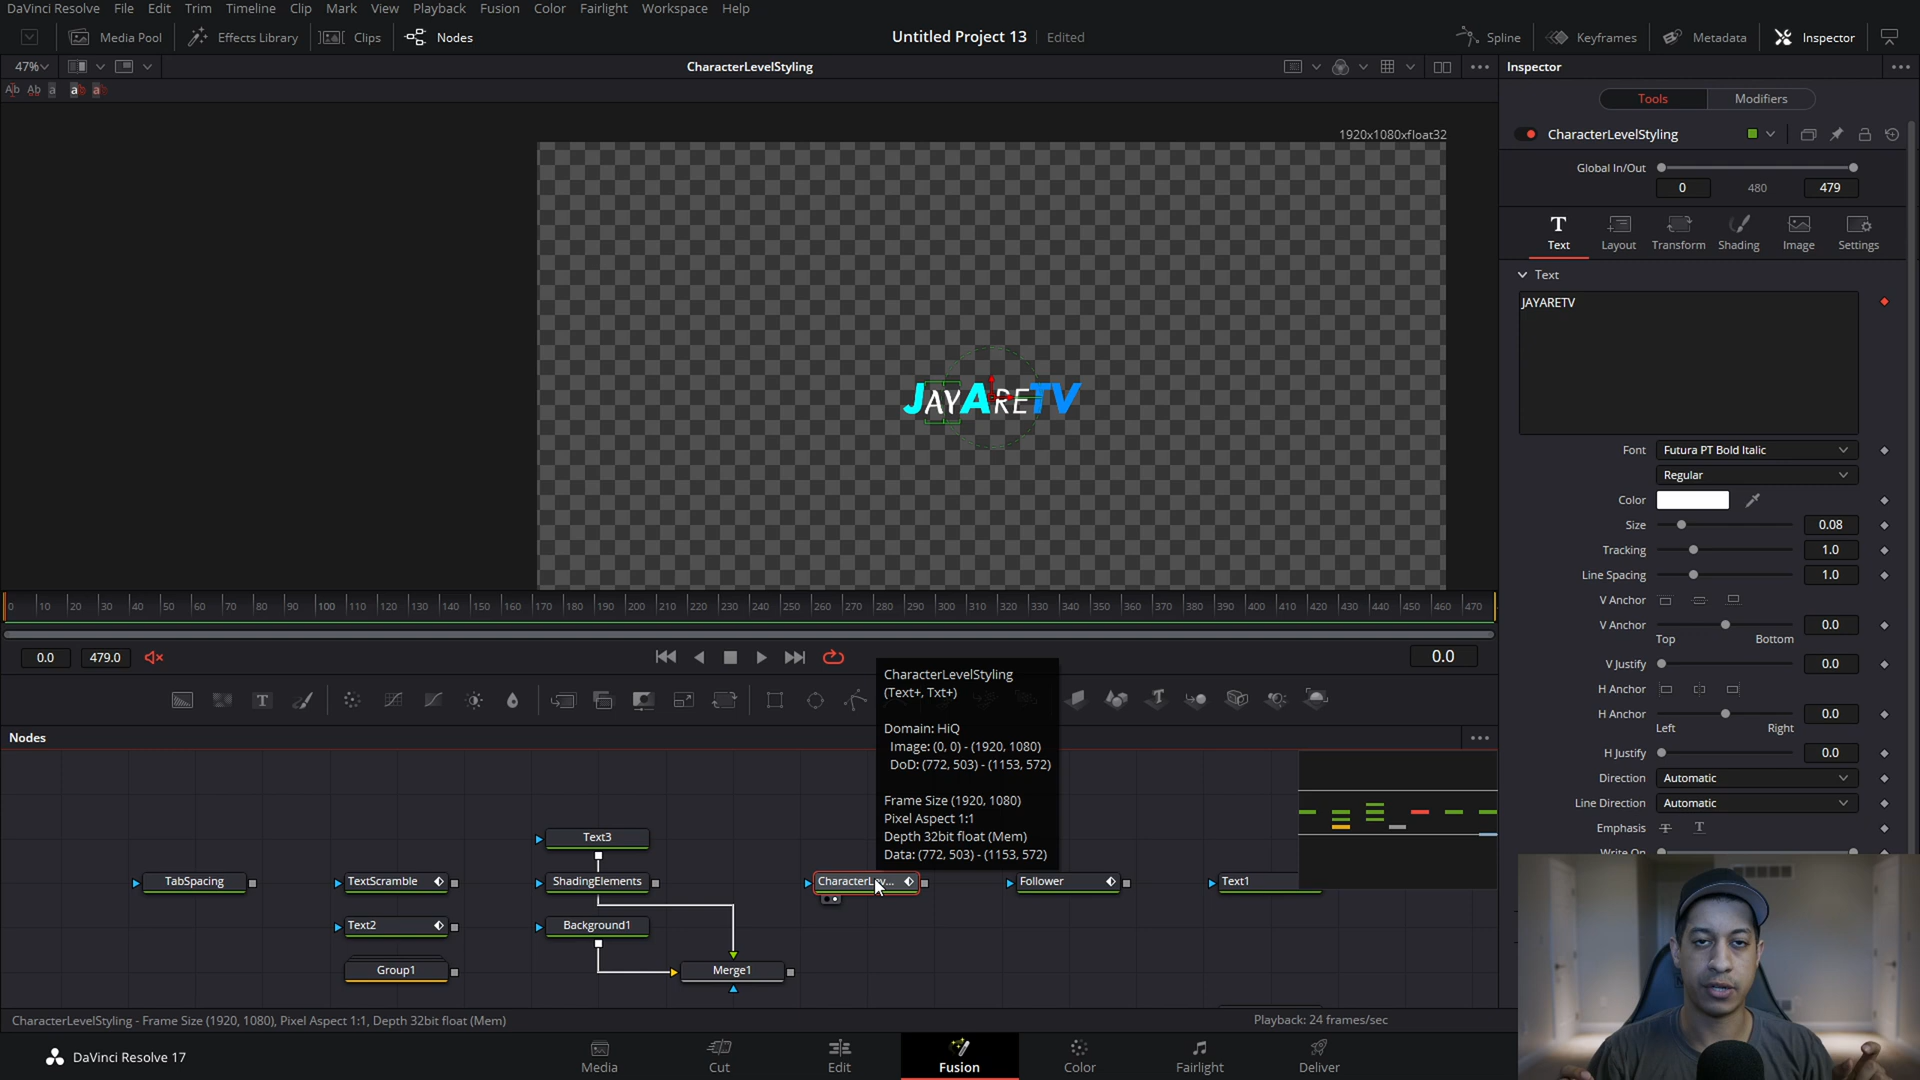 DaVinci Resolve File Edit Trim Timeline Clip Mark View Playback Fusion Color Fairlight Workspace Help
Media Pool Effects Library Clips Nodes Untitled Project 13 Edited Spline Keyframes Metadata Inspector
47% CharacterLevelStyling Inspector
Tools Modifiers
1920x1080xfloat32
CharacterLevelStyling
Global In/Out
0 480 479
Text Layout Transform Shading Image Settings
Text
JAYARETV
JAYARETV
Font Futura PT Bold Italic
Regular
Color
Size 0.08
Tracking 1.0
Line Spacing 1.0
V Anchor
V Anchor 0.0
Top Bottom
V Justify 0.0
H Anchor
H Anchor 0.0
Left Right
H Justify 0.0
Direction Automatic
Line Direction Automatic
Emphasis
Write On
0 10 20 30 40 50 60 70 80 90 100 110 120 130 140 150 160 170 180 190 200 210 220 230 240 250 260 270 280 290 300 310 320 330 340 350 360 370 380 390 400 410 420 430 440 450 460 470
0.0 479.0 0.0
CharacterLevelStyling
(Text+, Txt+)
Domain: HiQ
Image: (0, 0) - (1920, 1080)
DoD: (772, 503) - (1153, 572)
Frame Size (1920, 1080)
Pixel Aspect 1:1
Depth 32bit float (Mem)
Data: (772, 503) - (1153, 572)
Nodes
Text3
TabSpacing TextScramble ShadingElements CharacterLev... Follower Text1
Text2 Background1
Group1 Merge1
CharacterLevelStyling - Frame Size (1920, 1080), Pixel Aspect 1:1, Depth 32bit float (Mem) Playback: 24 frames/sec
DaVinci Resolve 17 Media Cut Edit Fusion Color Fairlight Deliver